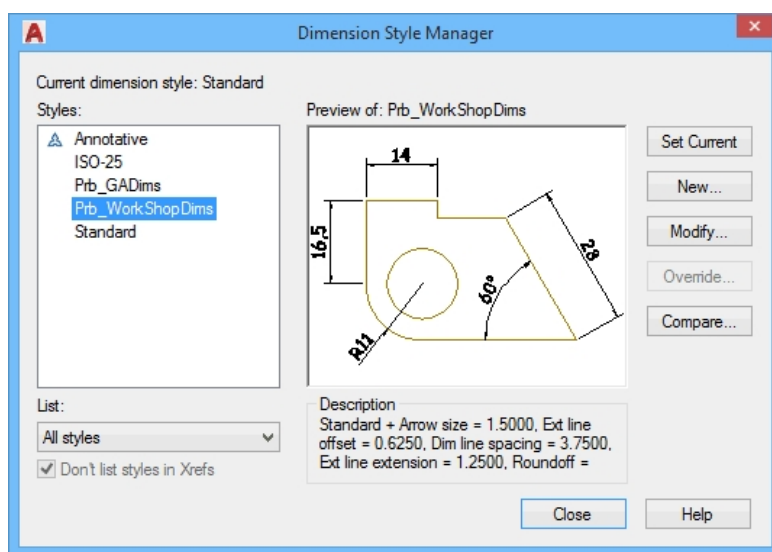 Dimension Style Manager
Current dimension style: Standard
Styles:
Annotative
ISO-25
Prb_GADims
Prb_WorkShopDims
Standard
List:
All styles
Don't list styles in Xrefs
Preview of: Prb_WorkShopDims
14
16.5
28
60°
R11
Description
Standard + Arrow size = 1.5000, Ext line
offset = 0.6250, Dim line spacing = 3.7500,
Ext line extension = 1.2500, Roundoff =
Set Current
New...
Modify...
Override...
Compare...
Close
Help